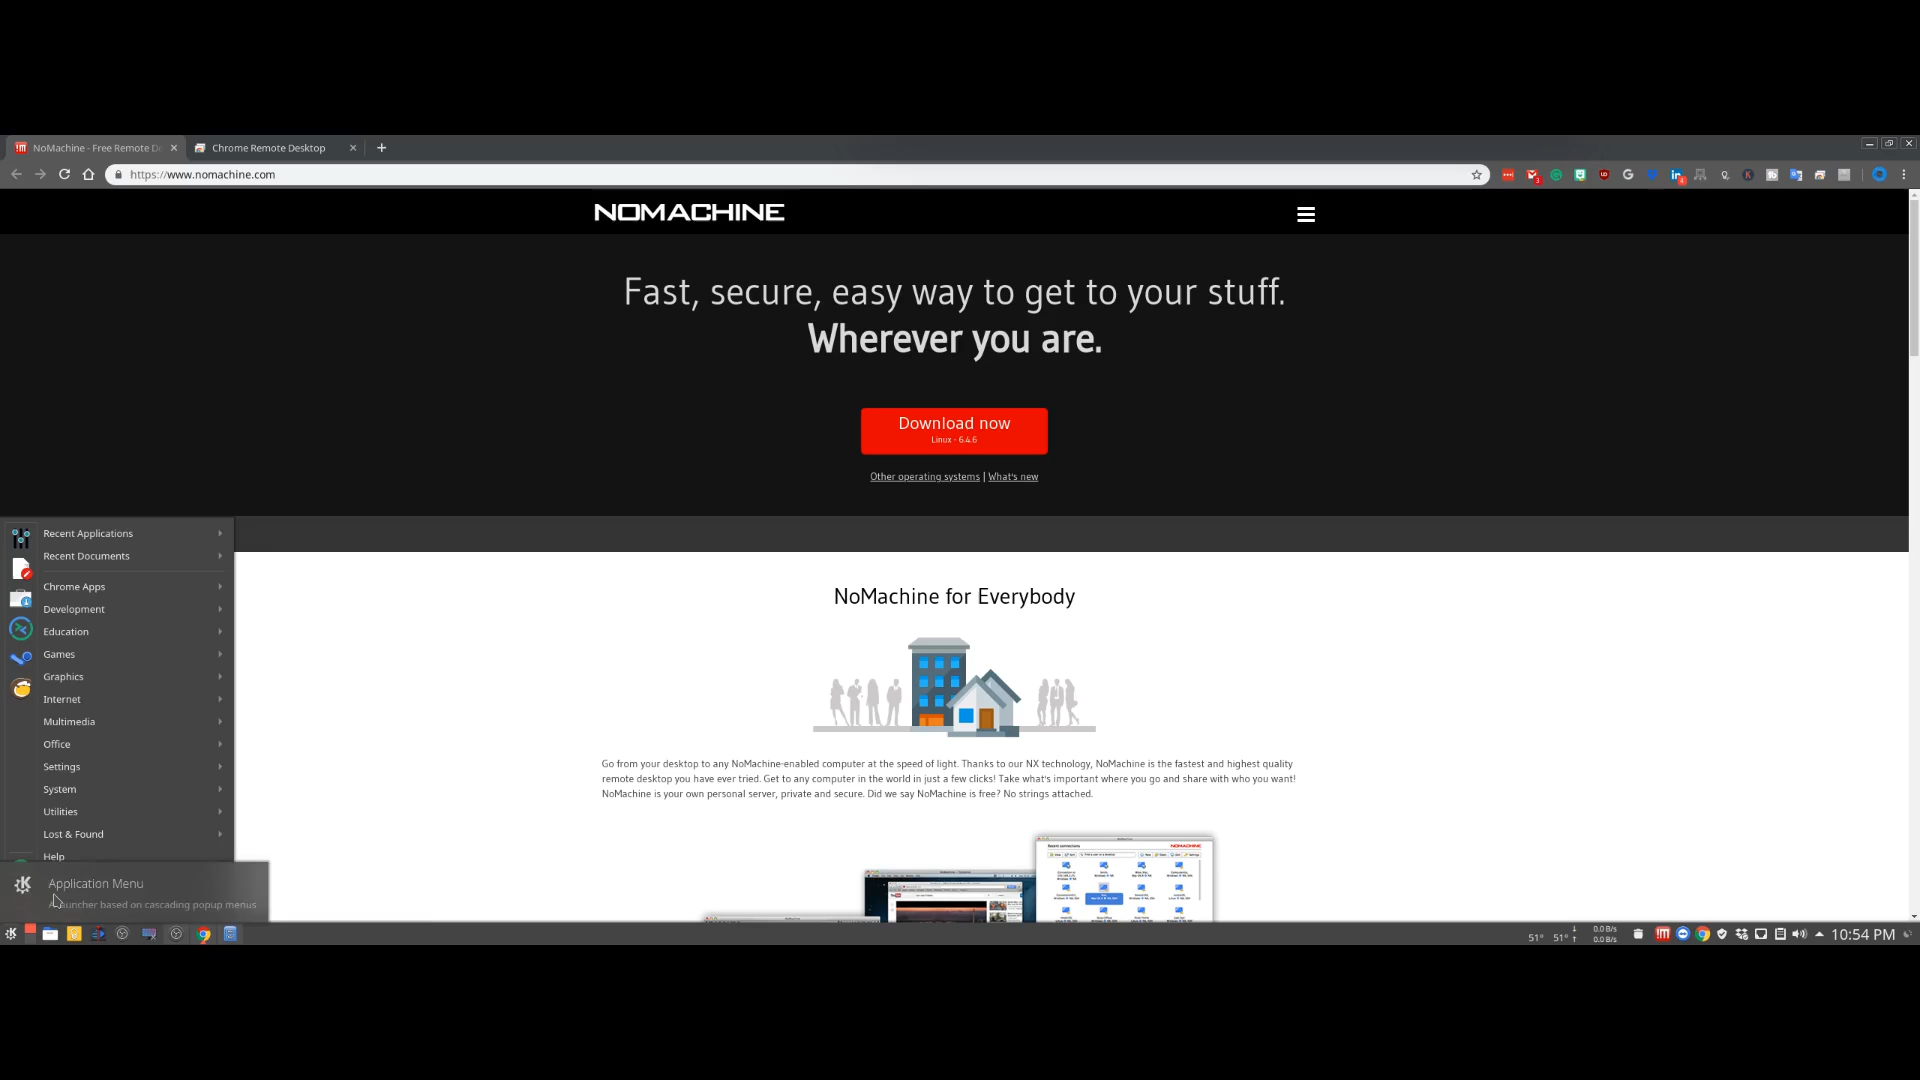 NoMachine - Free Remote De
Chrome Remote Desktop
https://www.nomachine.com
NOMACHINE
Fast, secure, easy way to get to your stuff.
Wherever you are.
Download now
Linux - 6.4.6
Other operating systems | What's new
Recent Applications
Recent Documents
Chrome Apps
Development
Education
Games
Graphics
Internet
Multimedia
Office
Settings
System
Utilities
Lost & Found
Help
Application Menu
launcher based on cascading popup menus
NoMachine for Everybody
Go from your desktop to any NoMachine-enabled computer at the speed of light. Thanks to our NX technology, NoMachine is the fastest and highest quality
remote desktop you have ever tried. Get to any computer in the world in just a few clicks! Take what's important where you go and share with who you want!
NoMachine is your own personal server, private and secure. Did we say NoMachine is free? No strings attached.
NOMACHINE
51° 51°
0.0 B/s
0.0 B/s
10:54 PM